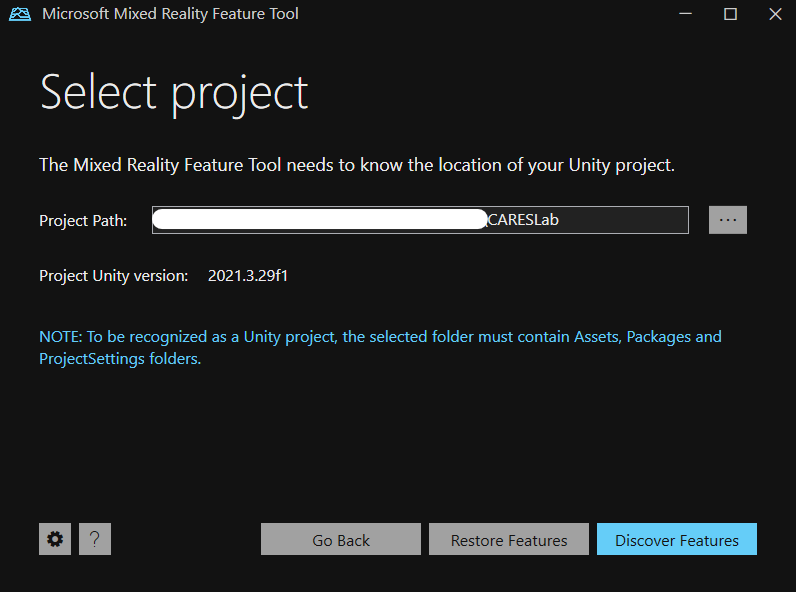 Microsoft Mixed Reality Feature Tool
Select project
The Mixed Reality Feature Tool needs to know the location of your Unity project.
Project Path: CARESLab ...
Project Unity version: 2021.3.29f1
NOTE: To be recognized as a Unity project, the selected folder must contain Assets, Packages and
ProjectSettings folders.
? Go Back Restore Features Discover Features